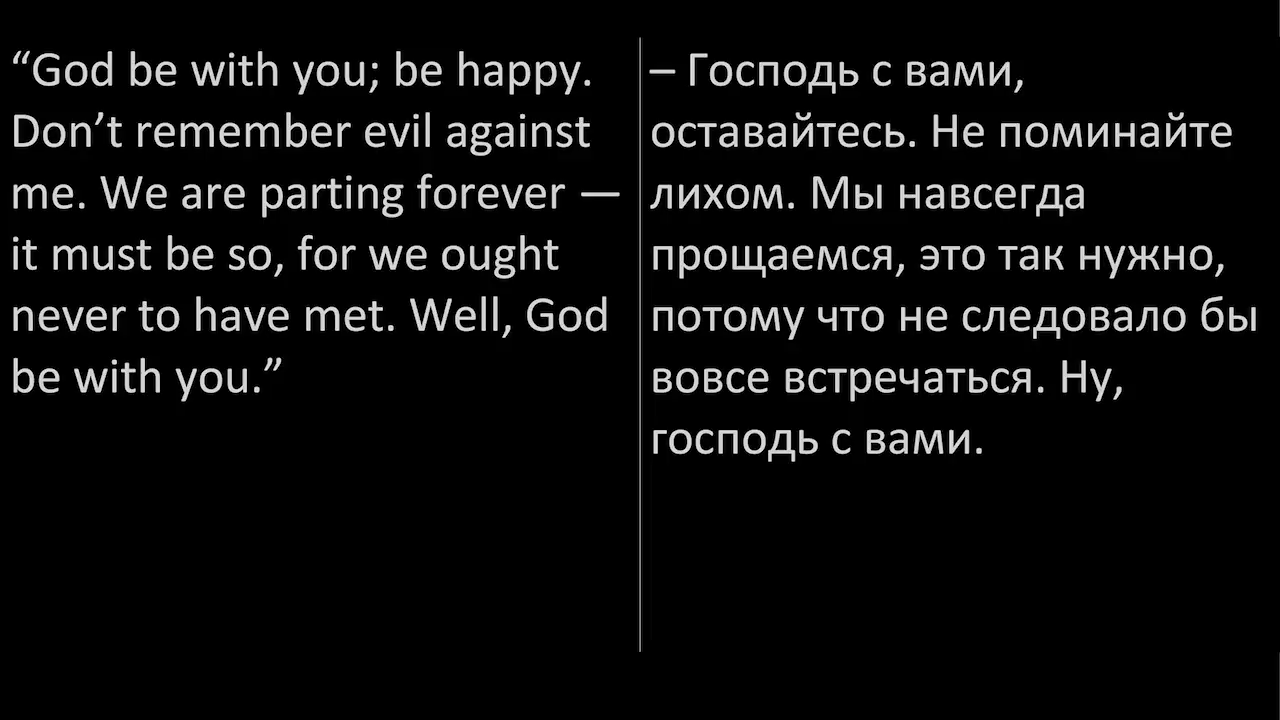 “God be with you; be happy.
Don’t remember evil against
me. We are parting forever —
it must be so, for we ought
never to have met. Well, God
be with you.”
– Господь с вами,
оставайтесь. Не поминайте
лихом. Мы навсегда
прощаемся, это так нужно,
потому что не следовало бы
вовсе встречаться. Ну,
господь с вами.